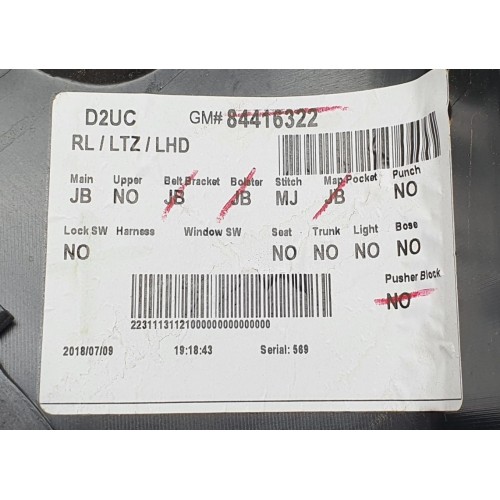 D2UC GM# 84416322
RL / LTZ / LHD
Main Upper Belt Bracket Bolster Stitch Map Pocket Punch
JB NO JB JB MJ JB NO
Lock SW Harness Window SW Seat Trunk Light Bose
NO NO NO NO NO
Pusher Block
NO
2231113112100000000000000
2018/07/09 19:18:43 Serial: 569